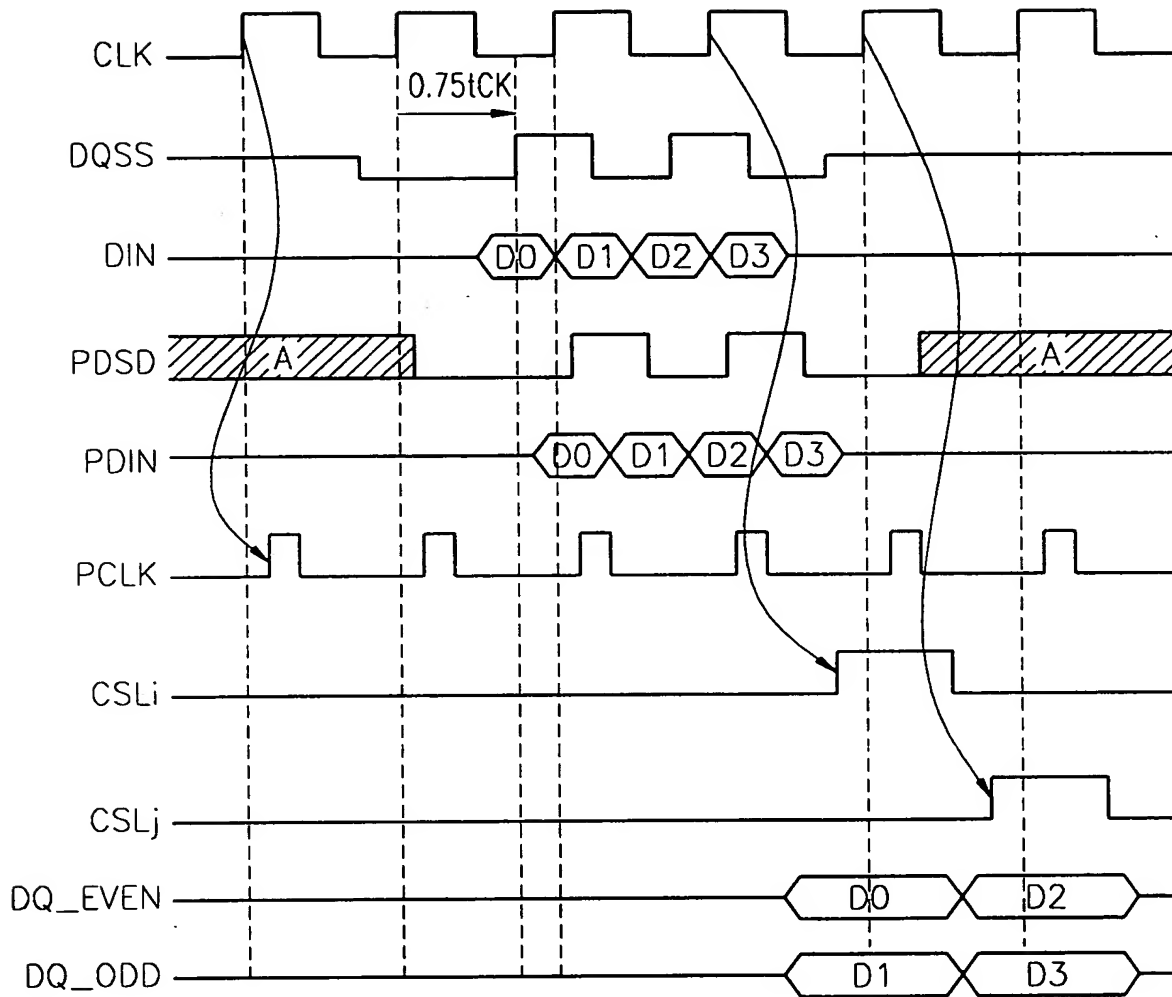 CLK
0.75tCK
DQSS
DIN D0 D1 D2 D3
PDSD A A
PDIN D0 D1 D2 D3
PCLK
CSLi
CSLj
DQ_EVEN D0 D2
DQ_ODD D1 D3